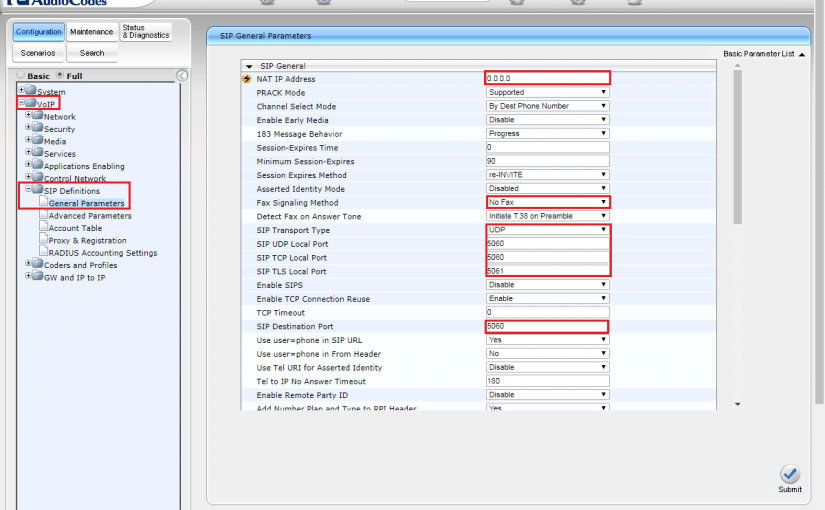 AudioCodes
Configuration
Maintenance
Status
& Diagnostics
Scenarios
Search
Basic Full
System
VoIP
Network
Security
Media
Services
Applications Enabling
Control Network
SIP Definitions
General Parameters
Advanced Parameters
Account Table
Proxy & Registration
RADIUS Accounting Settings
Coders and Profiles
GW and IP to IP
SIP General Parameters
Basic Parameter List
SIP General
NAT IP Address 0.0.0.0
PRACK Mode Supported
Channel Select Mode By Dest Phone Number
Enable Early Media Disable
183 Message Behavior Progress
Session-Expires Time 0
Minimum Session-Expires 90
Session Expires Method re-INVITE
Asserted Identity Mode Disabled
Fax Signaling Method No Fax
Detect Fax on Answer Tone Initiate T.38 on Preamble
SIP Transport Type UDP
SIP UDP Local Port 5060
SIP TCP Local Port 5060
SIP TLS Local Port 5061
Enable SIPS Disable
Enable TCP Connection Reuse Enable
TCP Timeout 0
SIP Destination Port 5060
Use user=phone in SIP URL Yes
Use user=phone in From Header No
Use Tel URI for Asserted Identity Disable
Tel to IP No Answer Timeout 180
Enable Remote Party ID Disable
Add Number Plan and Type to RPI Header Yes
Submit